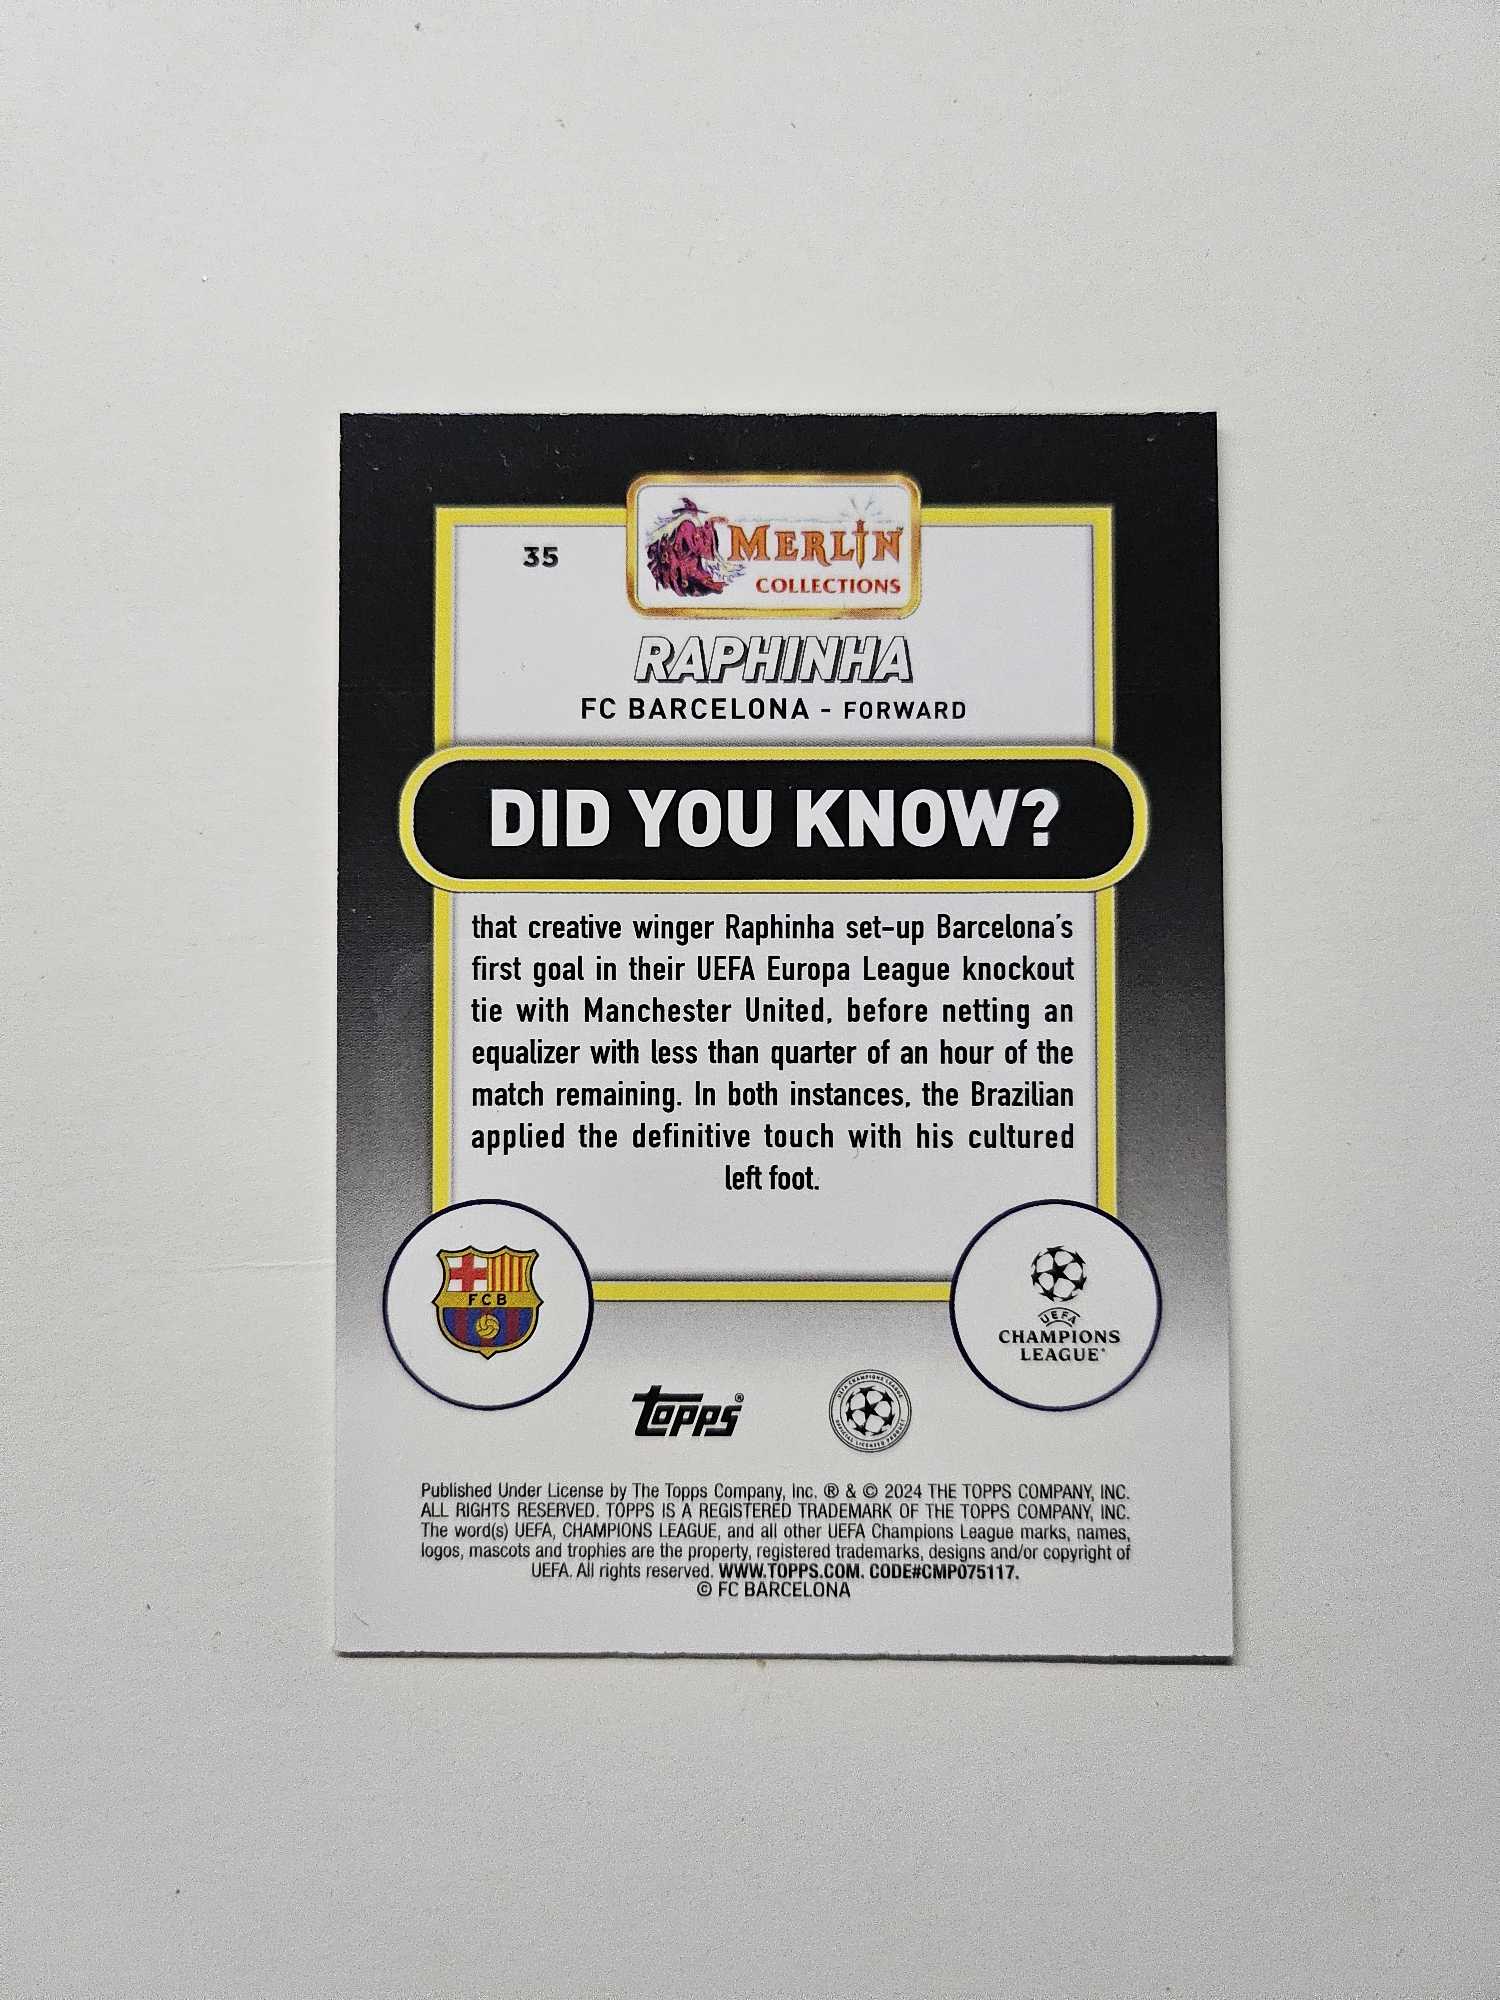 35
MERLIN
COLLECTIONS
RAPHINHA
FC BARCELONA - FORWARD
DID YOU KNOW?
that creative winger Raphinha set-up Barcelona's
first goal in their UEFA Europa League knockout
tie with Manchester United, before netting an
equalizer with less than quarter of an hour of the
match remaining. In both instances, the Brazilian
applied the definitive touch with his cultured
left foot.
FCB
UEFA
CHAMPIONS
LEAGUE®
topps®
UEFA CHAMPIONS LEAGUE
OFFICIAL LICENSED PRODUCT
Published Under License by The Topps Company, Inc. ® & © 2024 THE TOPPS COMPANY, INC.
ALL RIGHTS RESERVED. TOPPS IS A REGISTERED TRADEMARK OF THE TOPPS COMPANY, INC.
The word(s) UEFA, CHAMPIONS LEAGUE, and all other UEFA Champions League marks, names,
logos, mascots and trophies are the property, registered trademarks, designs and/or copyright of
UEFA. All rights reserved. WWW.TOPPS.COM. CODE#CMP075117.
© FC BARCELONA